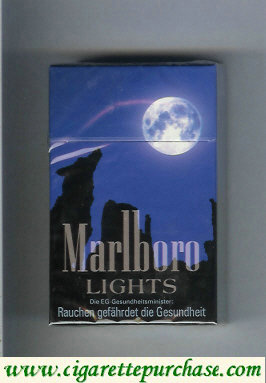 Marlboro
LIGHTS
Die EG-Gesundheitsminister:
Rauchen gefährdet die Gesundheit
www.cigarettepurchase.com